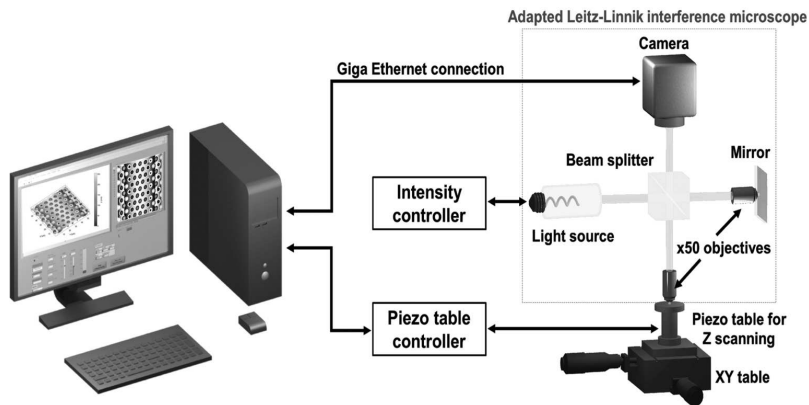 Adapted Leitz-Linnik interference microscope
Camera
Giga Ethernet connection
Beam splitter
Mirror
Intensity
controller
Light source
x50 objectives
Piezo table
controller
Piezo table for
Z scanning
XY table